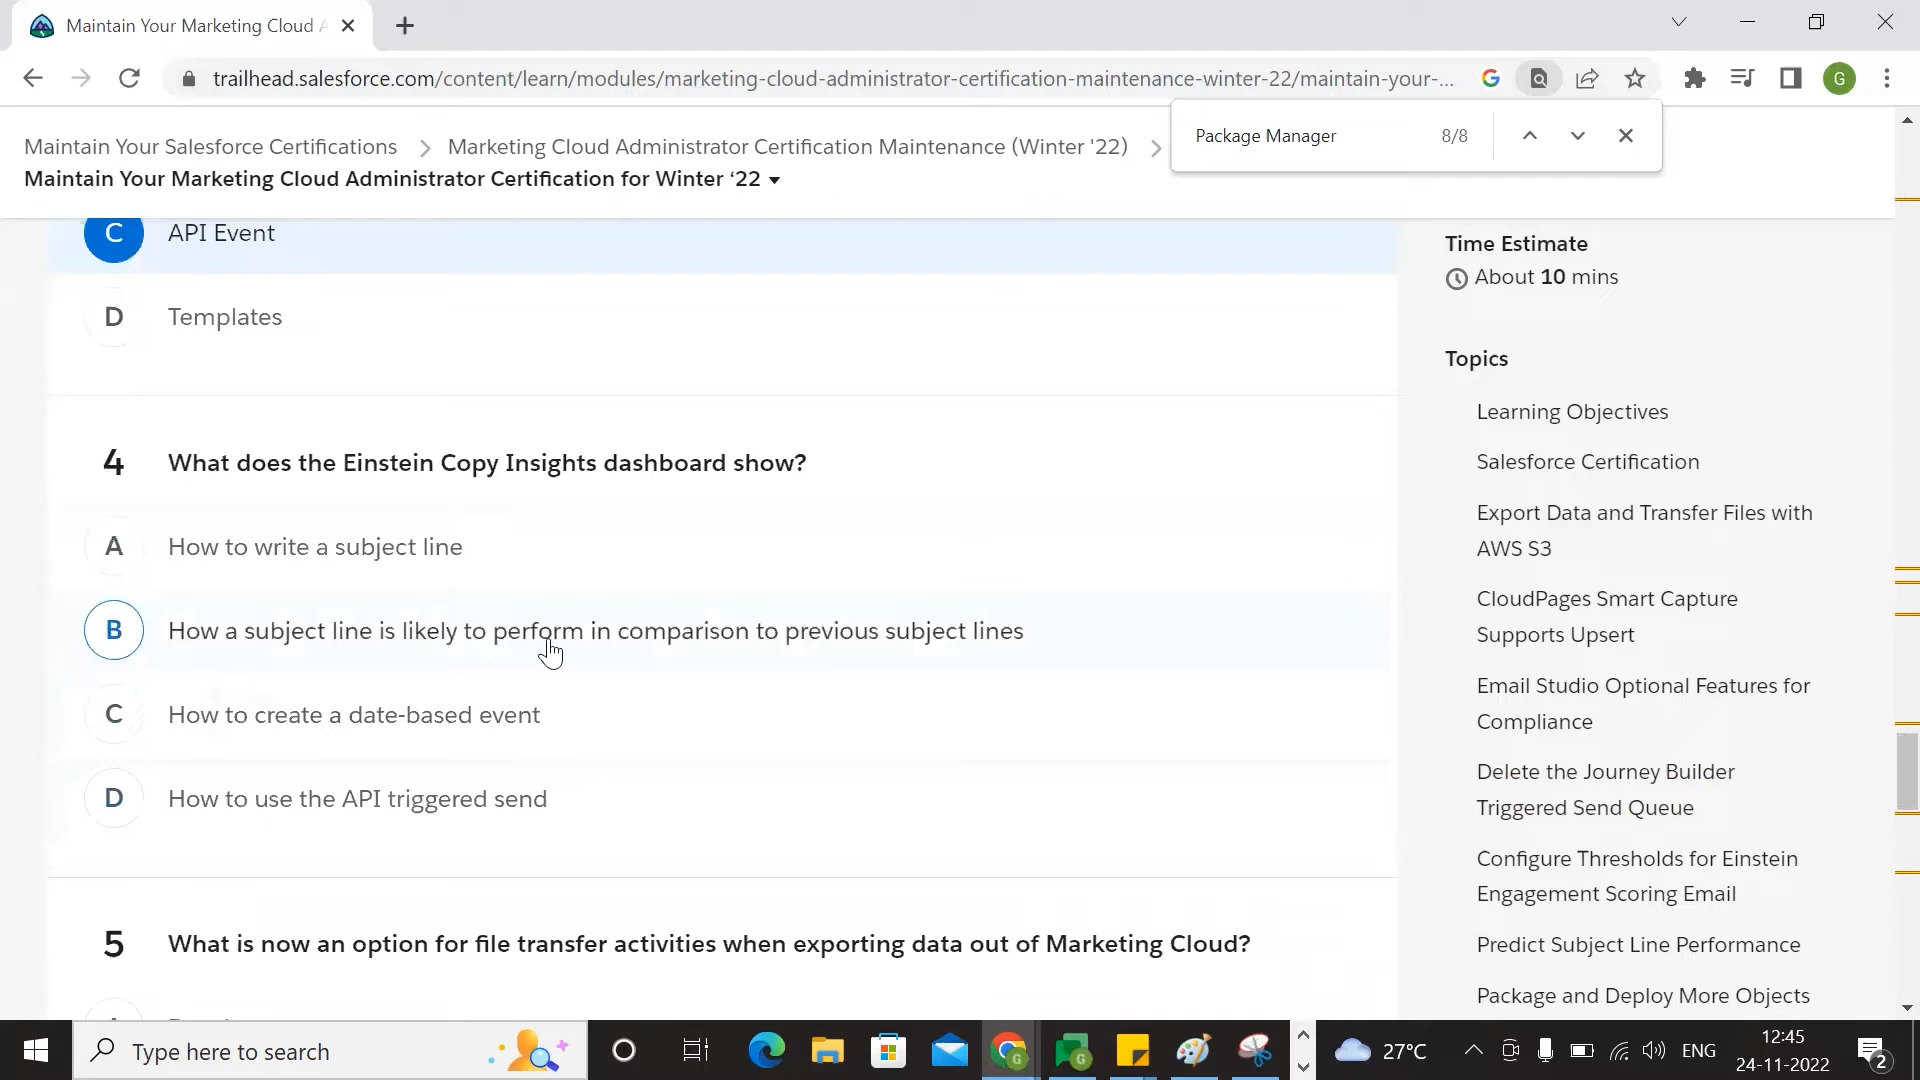 Maintain Your Marketing Cloud A
trailhead.salesforce.com/content/learn/modules/marketing-cloud-administrator-certification-maintenance-winter-22/maintain-your-...
G
Package Manager 8/8
Maintain Your Salesforce Certifications
Marketing Cloud Administrator Certification Maintenance (Winter '22)
Maintain Your Marketing Cloud Administrator Certification for Winter ‘22
C API Event
D Templates
4 What does the Einstein Copy Insights dashboard show?
A How to write a subject line
B How a subject line is likely to perform in comparison to previous subject lines
C How to create a date-based event
D How to use the API triggered send
5 What is now an option for file transfer activities when exporting data out of Marketing Cloud?
Time Estimate
About 10 mins
Topics
Learning Objectives
Salesforce Certification
Export Data and Transfer Files with
AWS S3
CloudPages Smart Capture
Supports Upsert
Email Studio Optional Features for
Compliance
Delete the Journey Builder
Triggered Send Queue
Configure Thresholds for Einstein
Engagement Scoring Email
Predict Subject Line Performance
Package and Deploy More Objects
Type here to search
27°C
ENG
12:45
24-11-2022
2